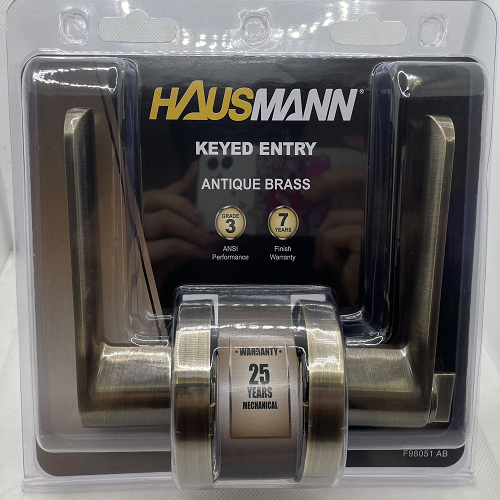 HAUSMANN®
KEYED ENTRY
ANTIQUE BRASS
GRADE
3
ANSI
Performance
7
YEARS
Finish
Warranty
• WARRANTY •
25
YEARS
MECHANICAL
F98051 AB